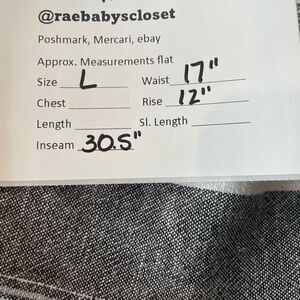 @raebabyscloset
Poshmark, Mercari, ebay
Approx. Measurements flat
Size L Waist 17"
Chest Rise 12"
Length Sl. Length
Inseam 30.5"